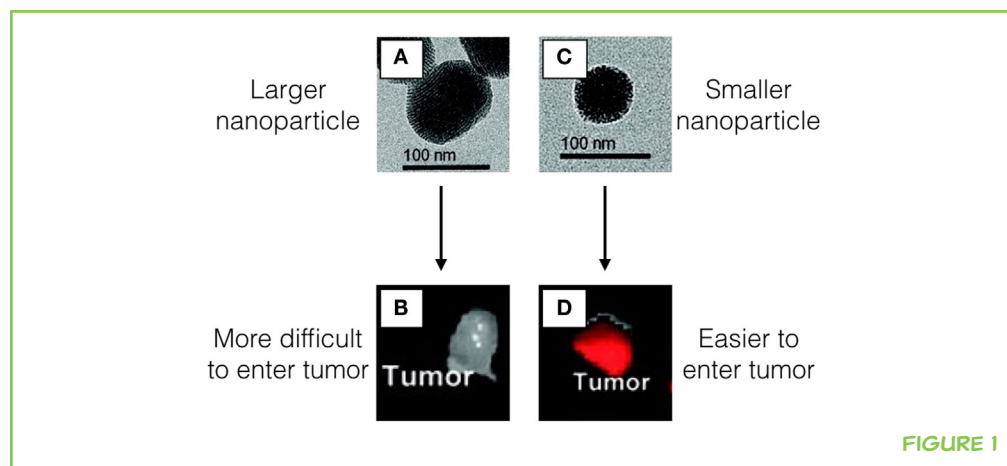 A
C
Larger
nanoparticle
Smaller
nanoparticle
100 nm
100 nm
B
D
More difficult
to enter tumor
Easier to
enter tumor
Tumor
Tumor
FIGURE 1